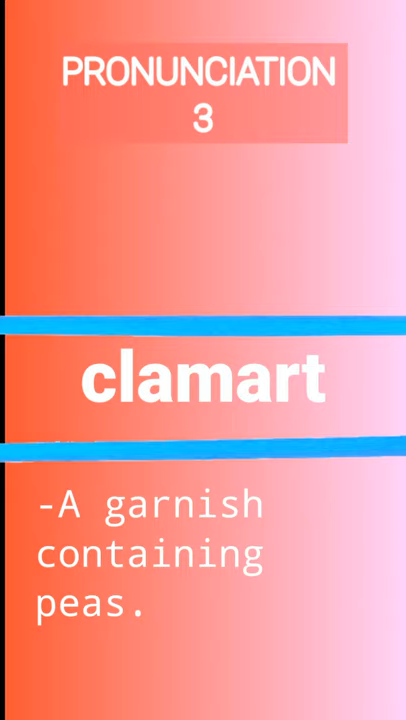 PRONUNCIATION
3
clamart
-A garnish
containing
peas.